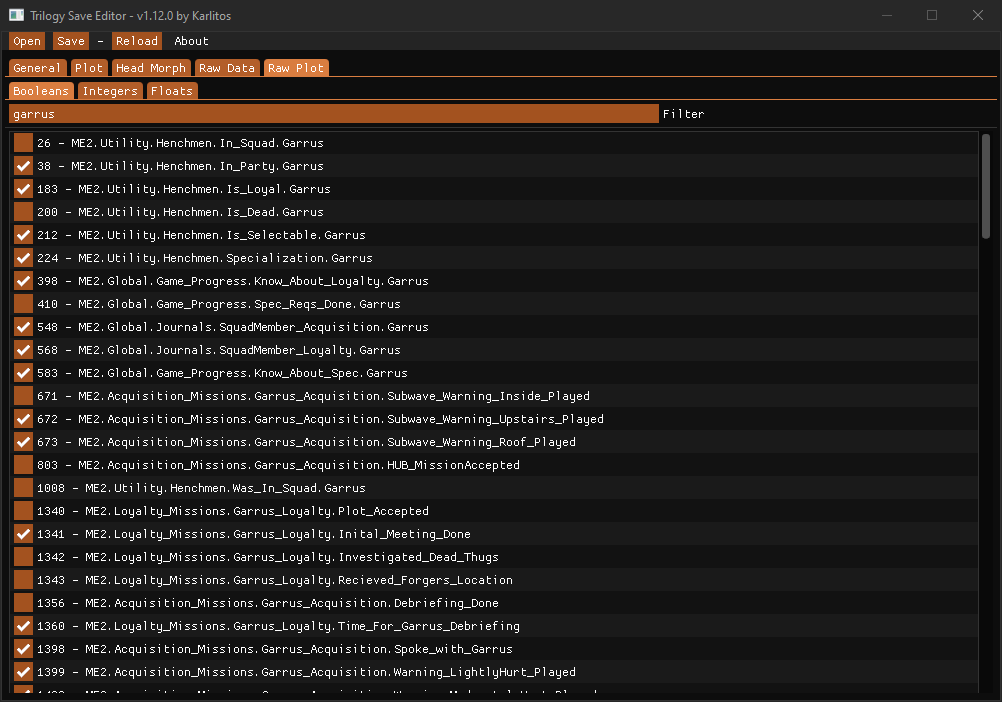 Trilogy Save Editor - v1.12.0 by Karlitos
Open Save - Reload About
General Plot Head Morph Raw Data Raw Plot
Booleans Integers Floats
garrus Filter
26 - ME2.Utility.Henchmen.In_Squad.Garrus
38 - ME2.Utility.Henchmen.In_Party.Garrus
183 - ME2.Utility.Henchmen.Is_Loyal.Garrus
200 - ME2.Utility.Henchmen.Is_Dead.Garrus
212 - ME2.Utility.Henchmen.Is_Selectable.Garrus
224 - ME2.Utility.Henchmen.Specialization.Garrus
398 - ME2.Global.Game_Progress.Know_About_Loyalty.Garrus
410 - ME2.Global.Game_Progress.Spec_Reqs_Done.Garrus
548 - ME2.Global.Journals.SquadMember_Acquisition.Garrus
568 - ME2.Global.Journals.SquadMember_Loyalty.Garrus
583 - ME2.Global.Game_Progress.Know_About_Spec.Garrus
671 - ME2.Acquisition_Missions.Garrus_Acquisition.Subwave_Warning_Inside_Played
672 - ME2.Acquisition_Missions.Garrus_Acquisition.Subwave_Warning_Upstairs_Played
673 - ME2.Acquisition_Missions.Garrus_Acquisition.Subwave_Warning_Roof_Played
803 - ME2.Acquisition_Missions.Garrus_Acquisition.HUB_MissionAccepted
1008 - ME2.Utility.Henchmen.Was_In_Squad.Garrus
1340 - ME2.Loyalty_Missions.Garrus_Loyalty.Plot_Accepted
1341 - ME2.Loyalty_Missions.Garrus_Loyalty.Inital_Meeting_Done
1342 - ME2.Loyalty_Missions.Garrus_Loyalty.Investigated_Dead_Thugs
1343 - ME2.Loyalty_Missions.Garrus_Loyalty.Recieved_Forgers_Location
1356 - ME2.Acquisition_Missions.Garrus_Acquisition.Debriefing_Done
1360 - ME2.Loyalty_Missions.Garrus_Loyalty.Time_For_Garrus_Debriefing
1398 - ME2.Acquisition_Missions.Garrus_Acquisition.Spoke_with_Garrus
1399 - ME2.Acquisition_Missions.Garrus_Acquisition.Warning_LightlyHurt_Played